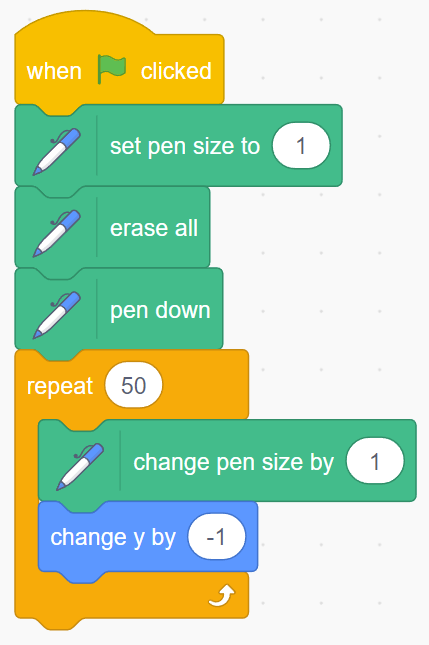 when clicked
set pen size to 1
erase all
pen down
repeat 50
change pen size by 1
change y by -1